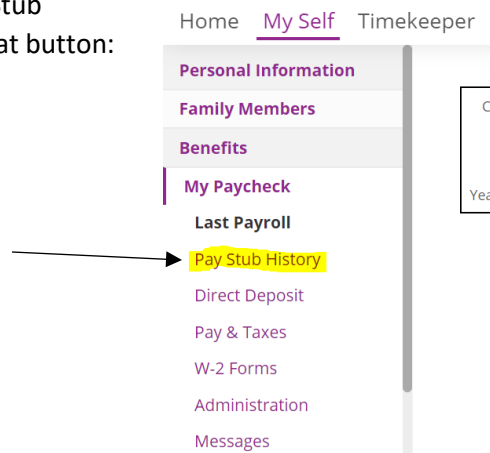 Stub
at button:
Home My Self Timekeeper
Personal Information
Family Members
Benefits
My Paycheck
Last Payroll
Pay Stub History
Direct Deposit
Pay & Taxes
W-2 Forms
Administration
Messages